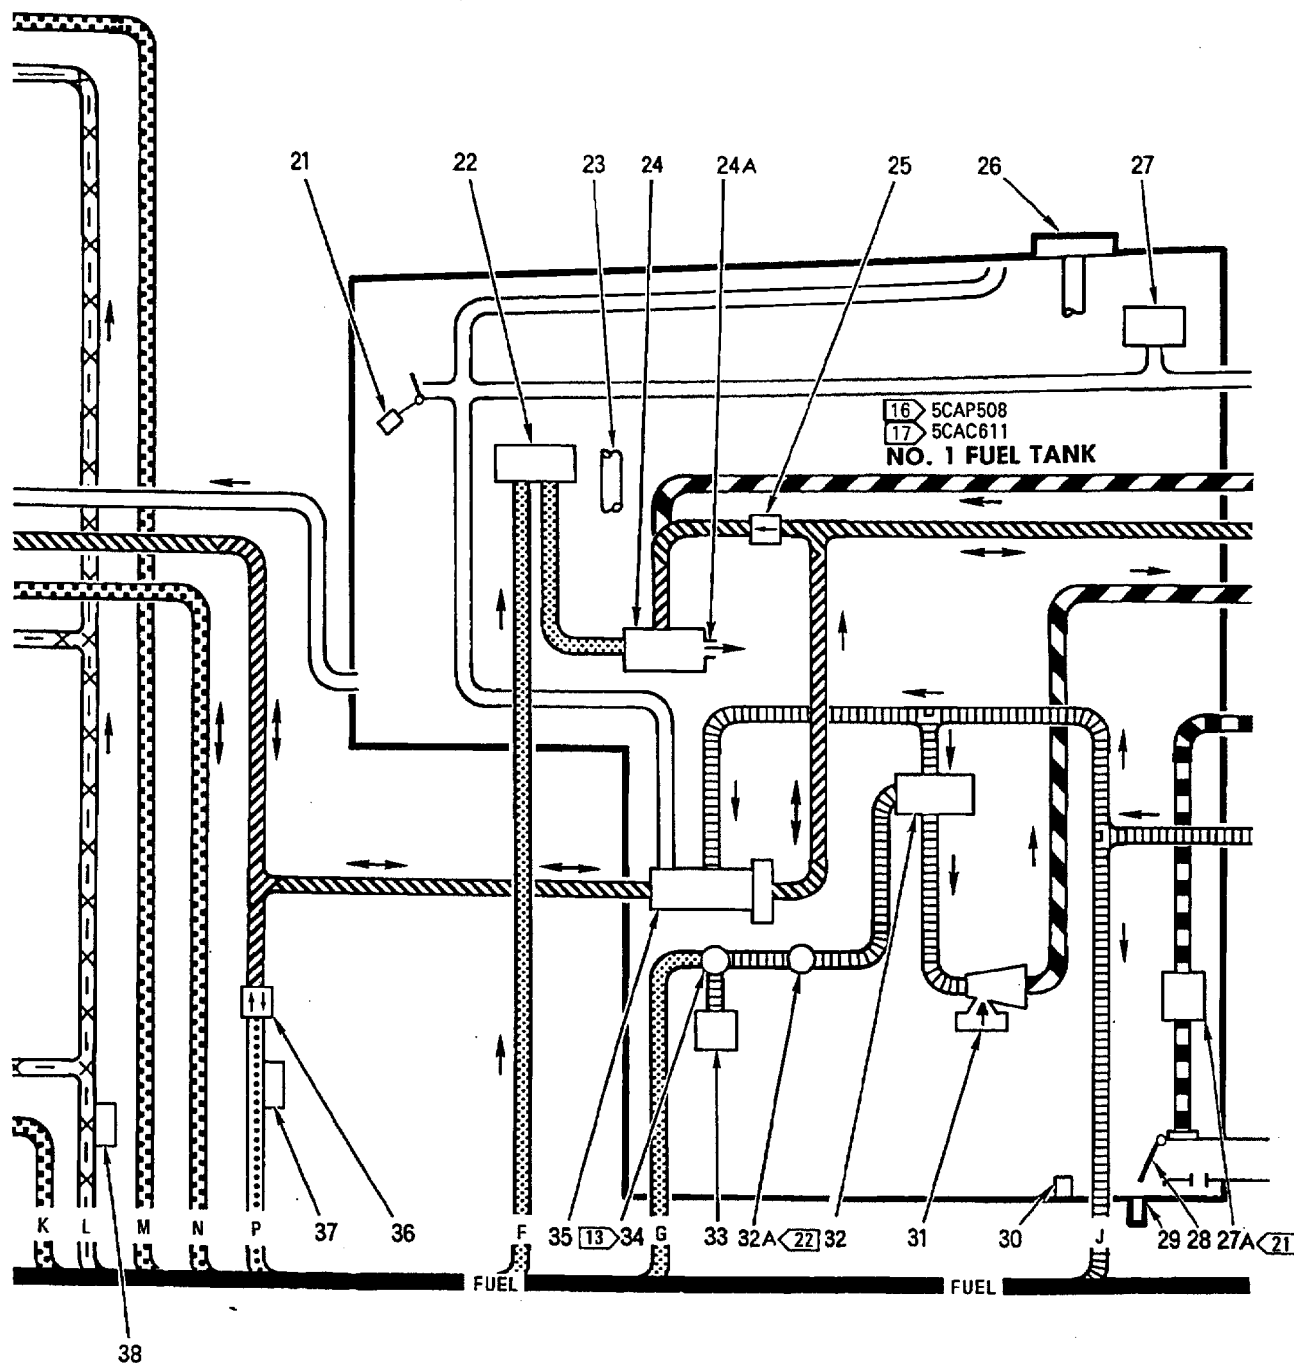 21 22 23 24 24A 25 26 27
16 5CAP508
17 5CAC611
NO. 1 FUEL TANK
K L M N P 37 36 F 35 13 34 G 33 32A 22 32 31 30 J 29 28 27A 21
FUEL FUEL
38